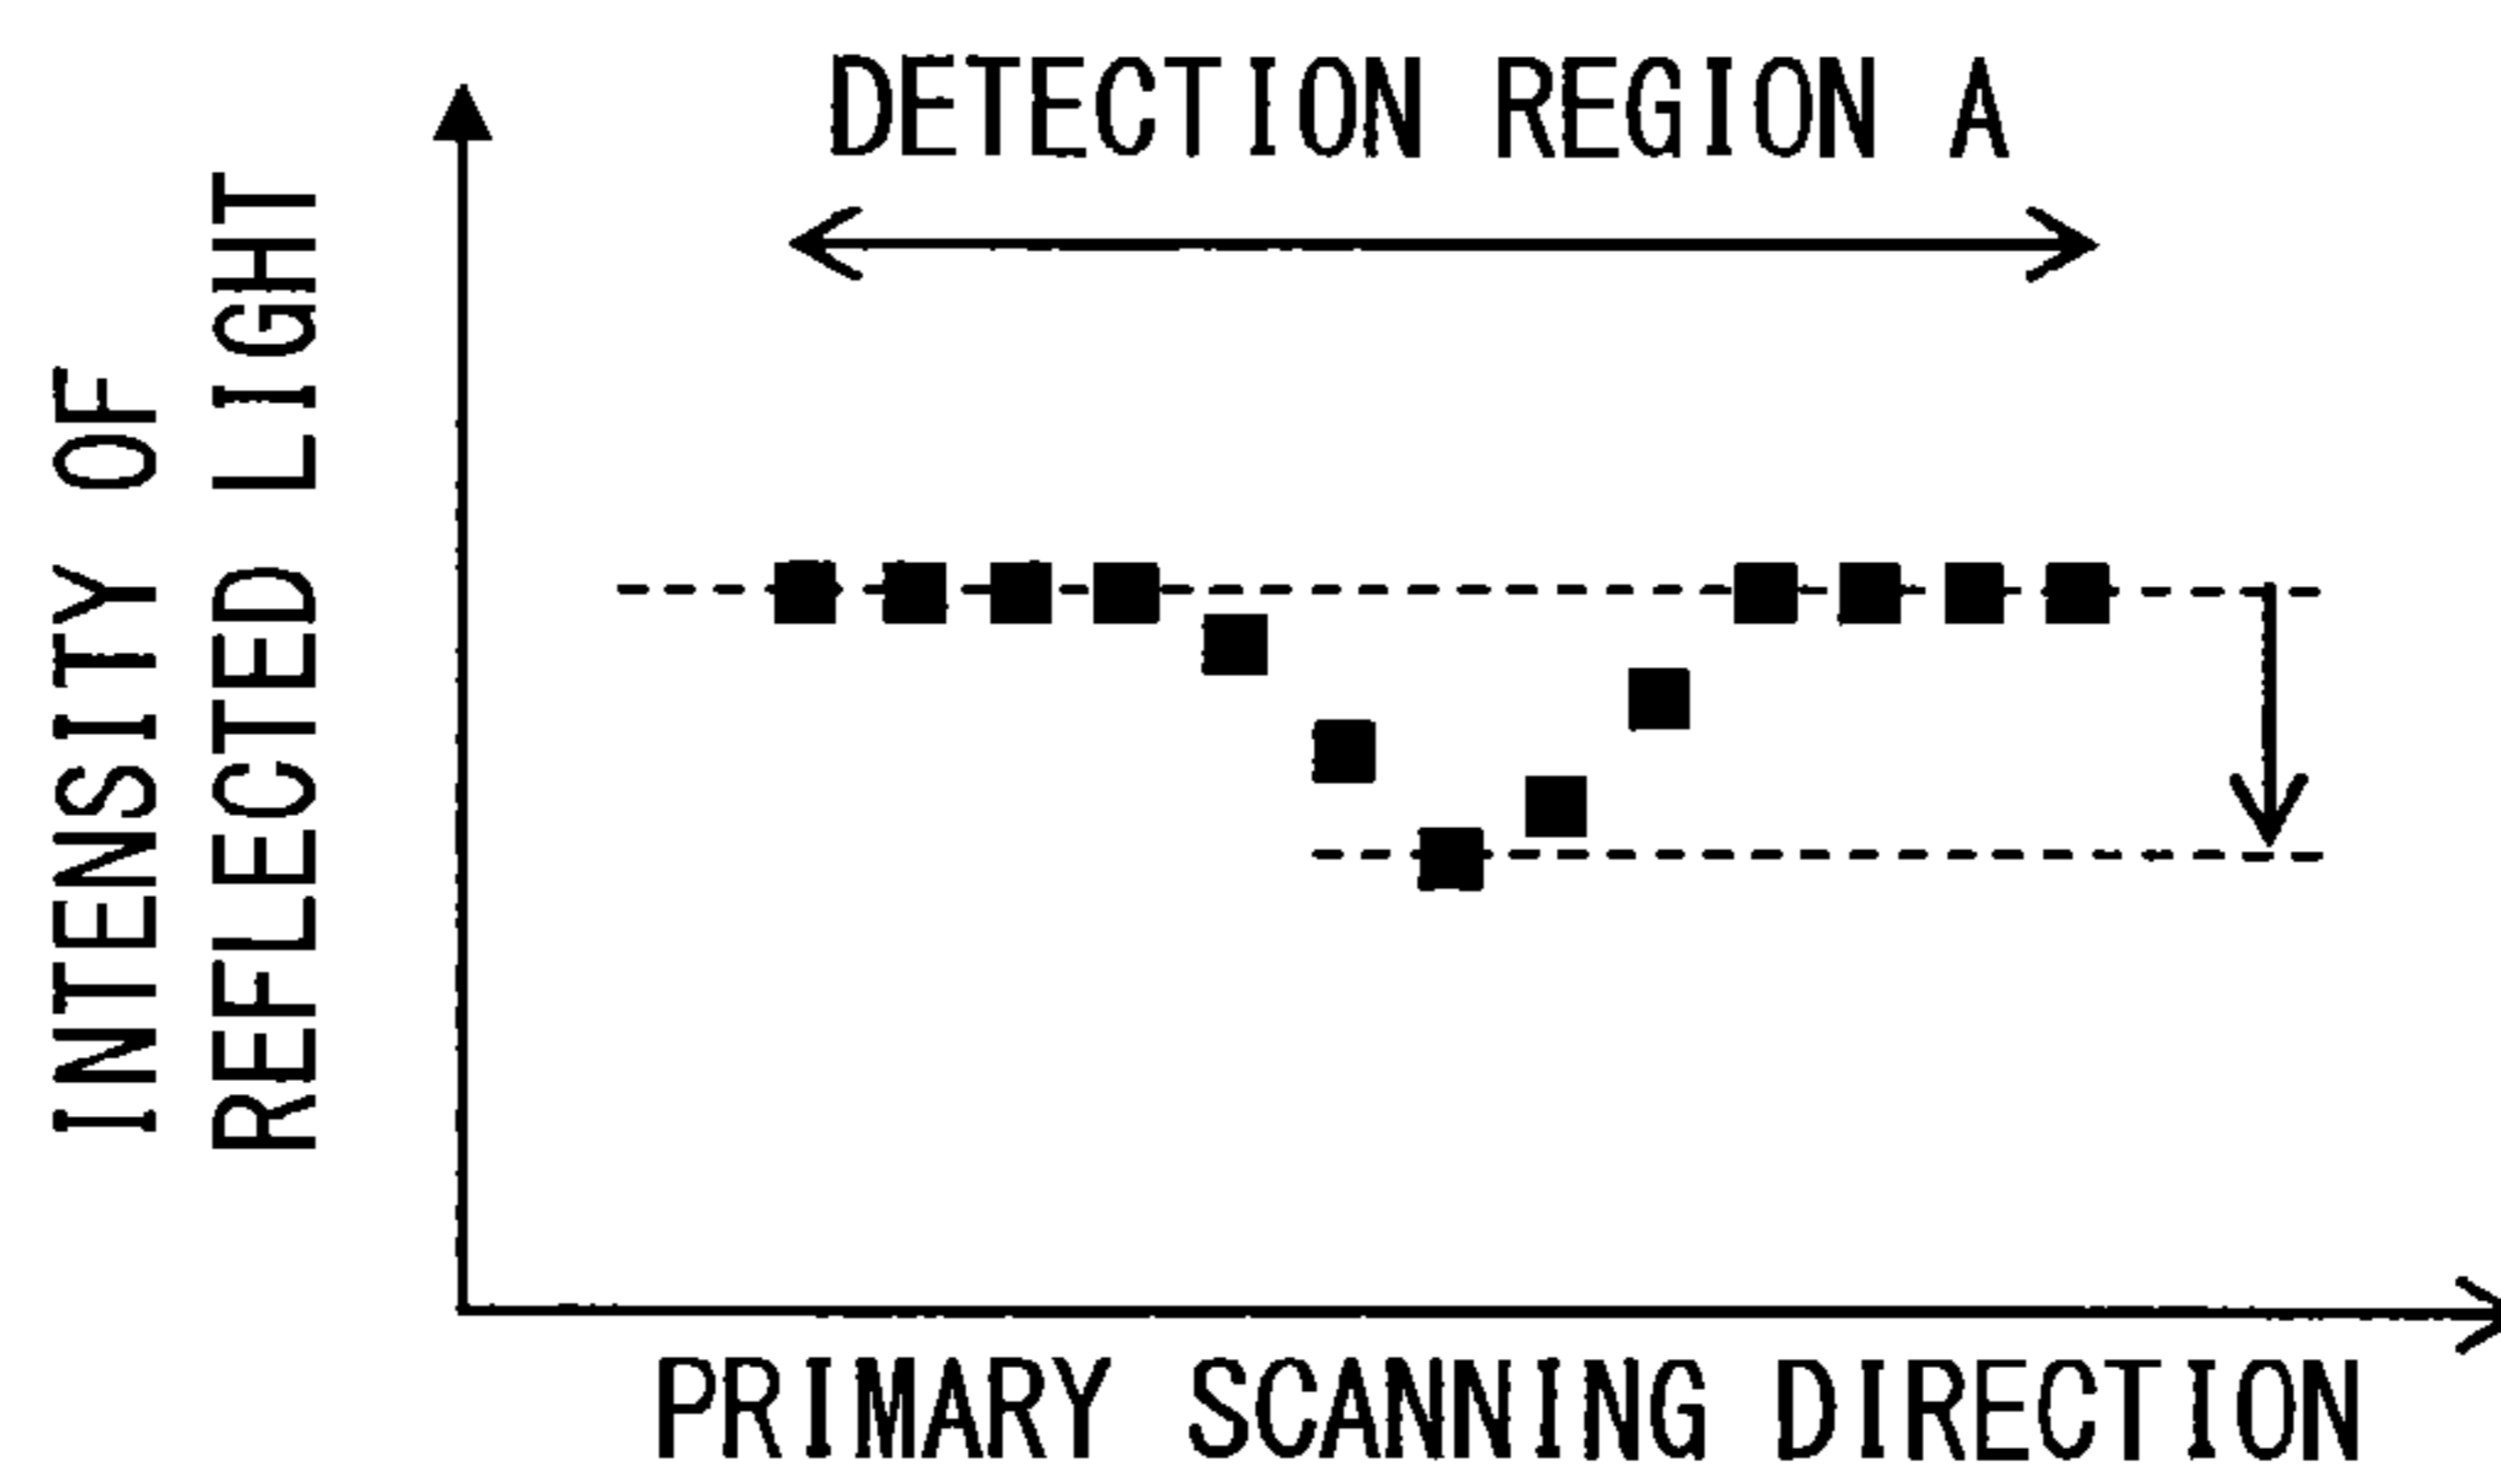 DETECTION REGION A
INTENSITY OF
REFLECTED LIGHT
PRIMARY SCANNING DIRECTION